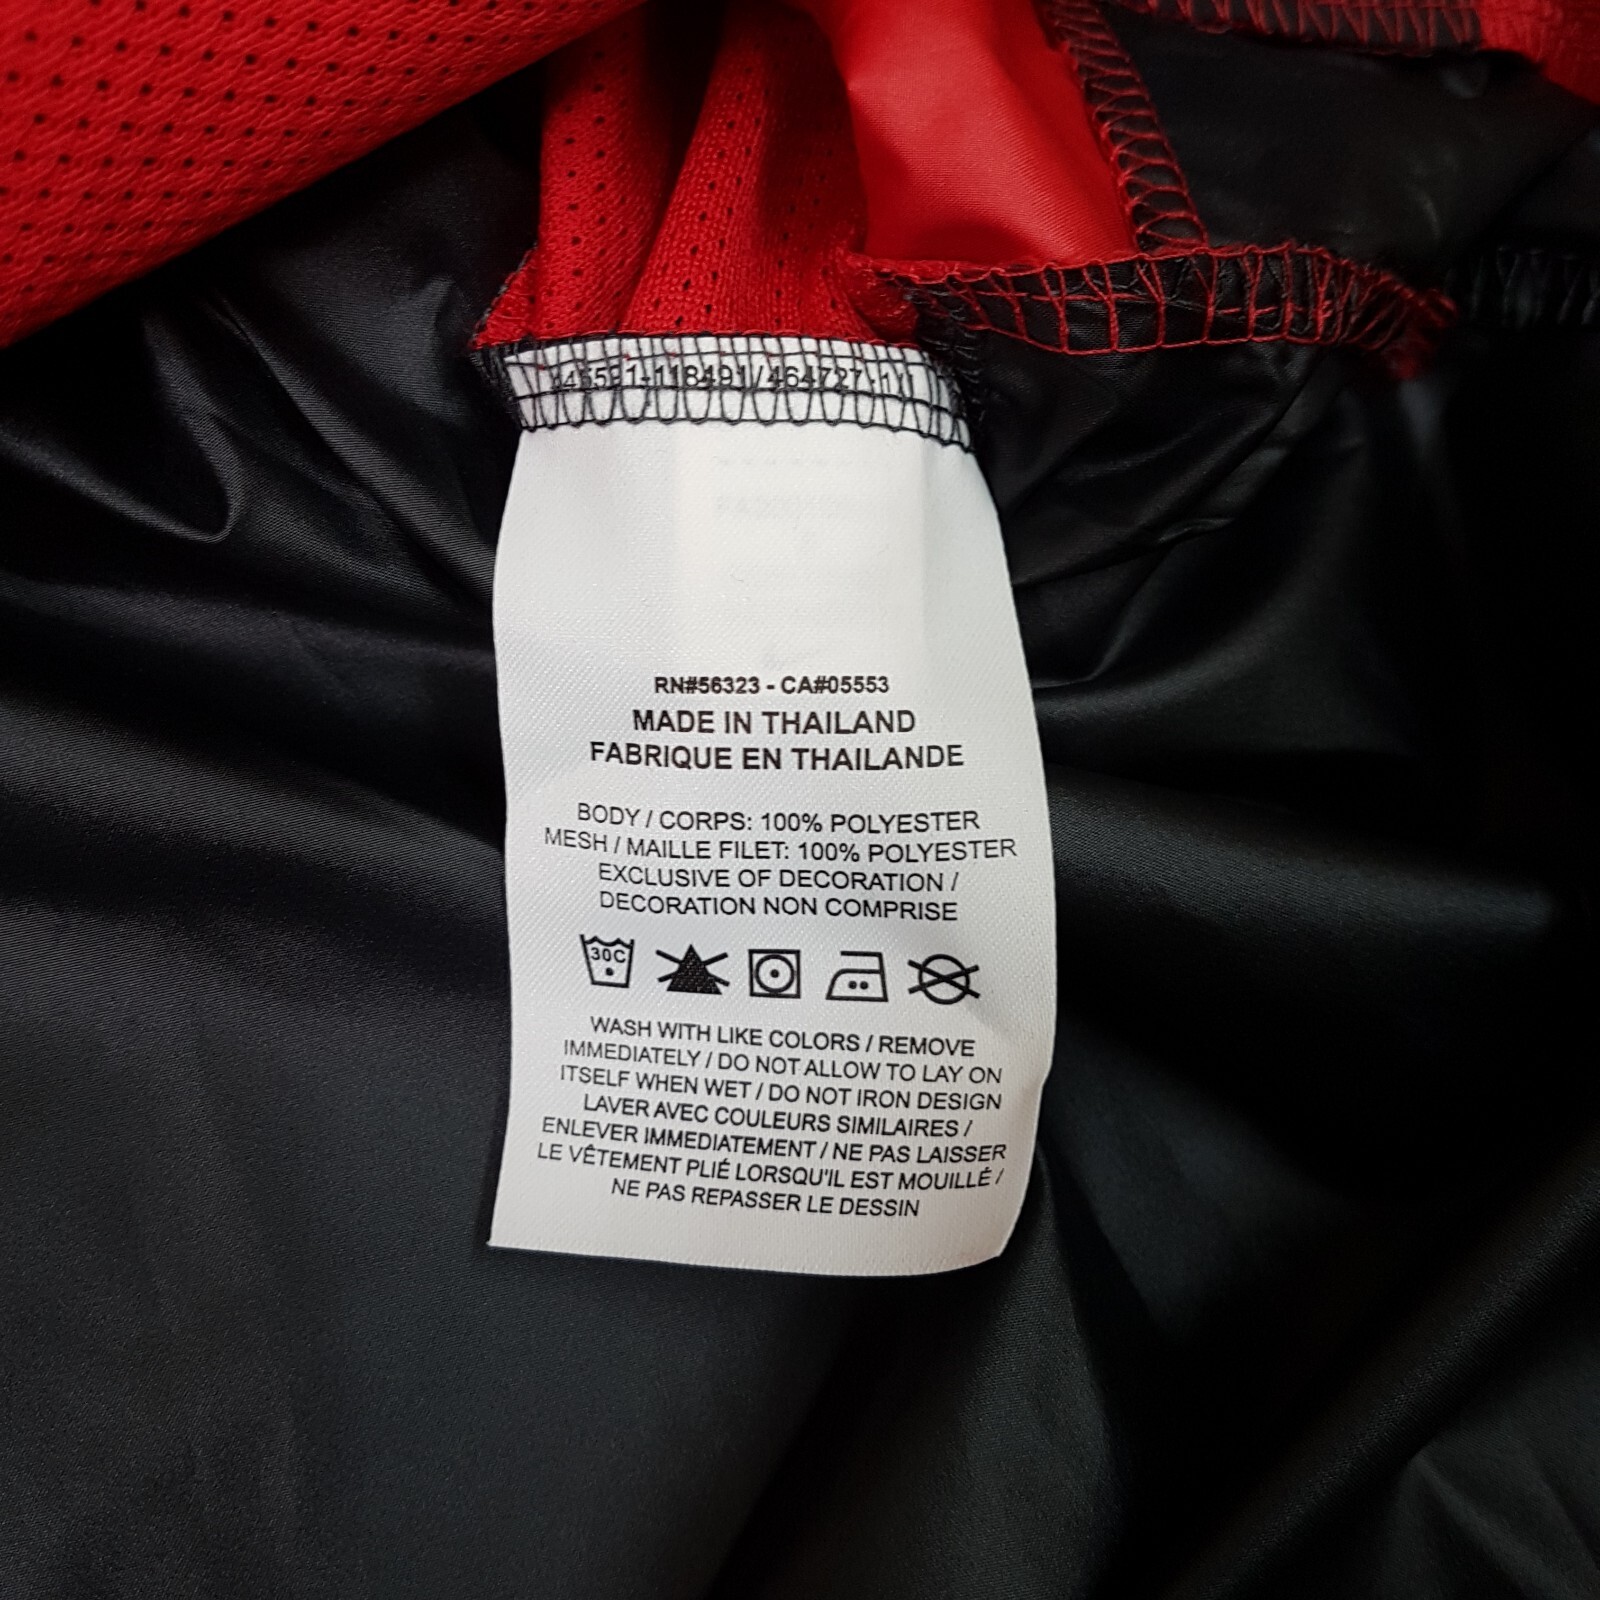 118491/464727
RN#56323 - CA#05553
MADE IN THAILAND
FABRIQUE EN THAILANDE
BODY / CORPS: 100% POLYESTER
MESH / MAILLE FILET: 100% POLYESTER
EXCLUSIVE OF DECORATION /
DECORATION NON COMPRISE
30C
WASH WITH LIKE COLORS / REMOVE
IMMEDIATELY / DO NOT ALLOW TO LAY ON
ITSELF WHEN WET / DO NOT IRON DESIGN
LAVER AVEC COULEURS SIMILAIRES /
ENLEVER IMMEDIATEMENT / NE PAS LAISSER
LE VÊTEMENT PLIÉ LORSQU'IL EST MOUILLÉ /
NE PAS REPASSER LE DESSIN